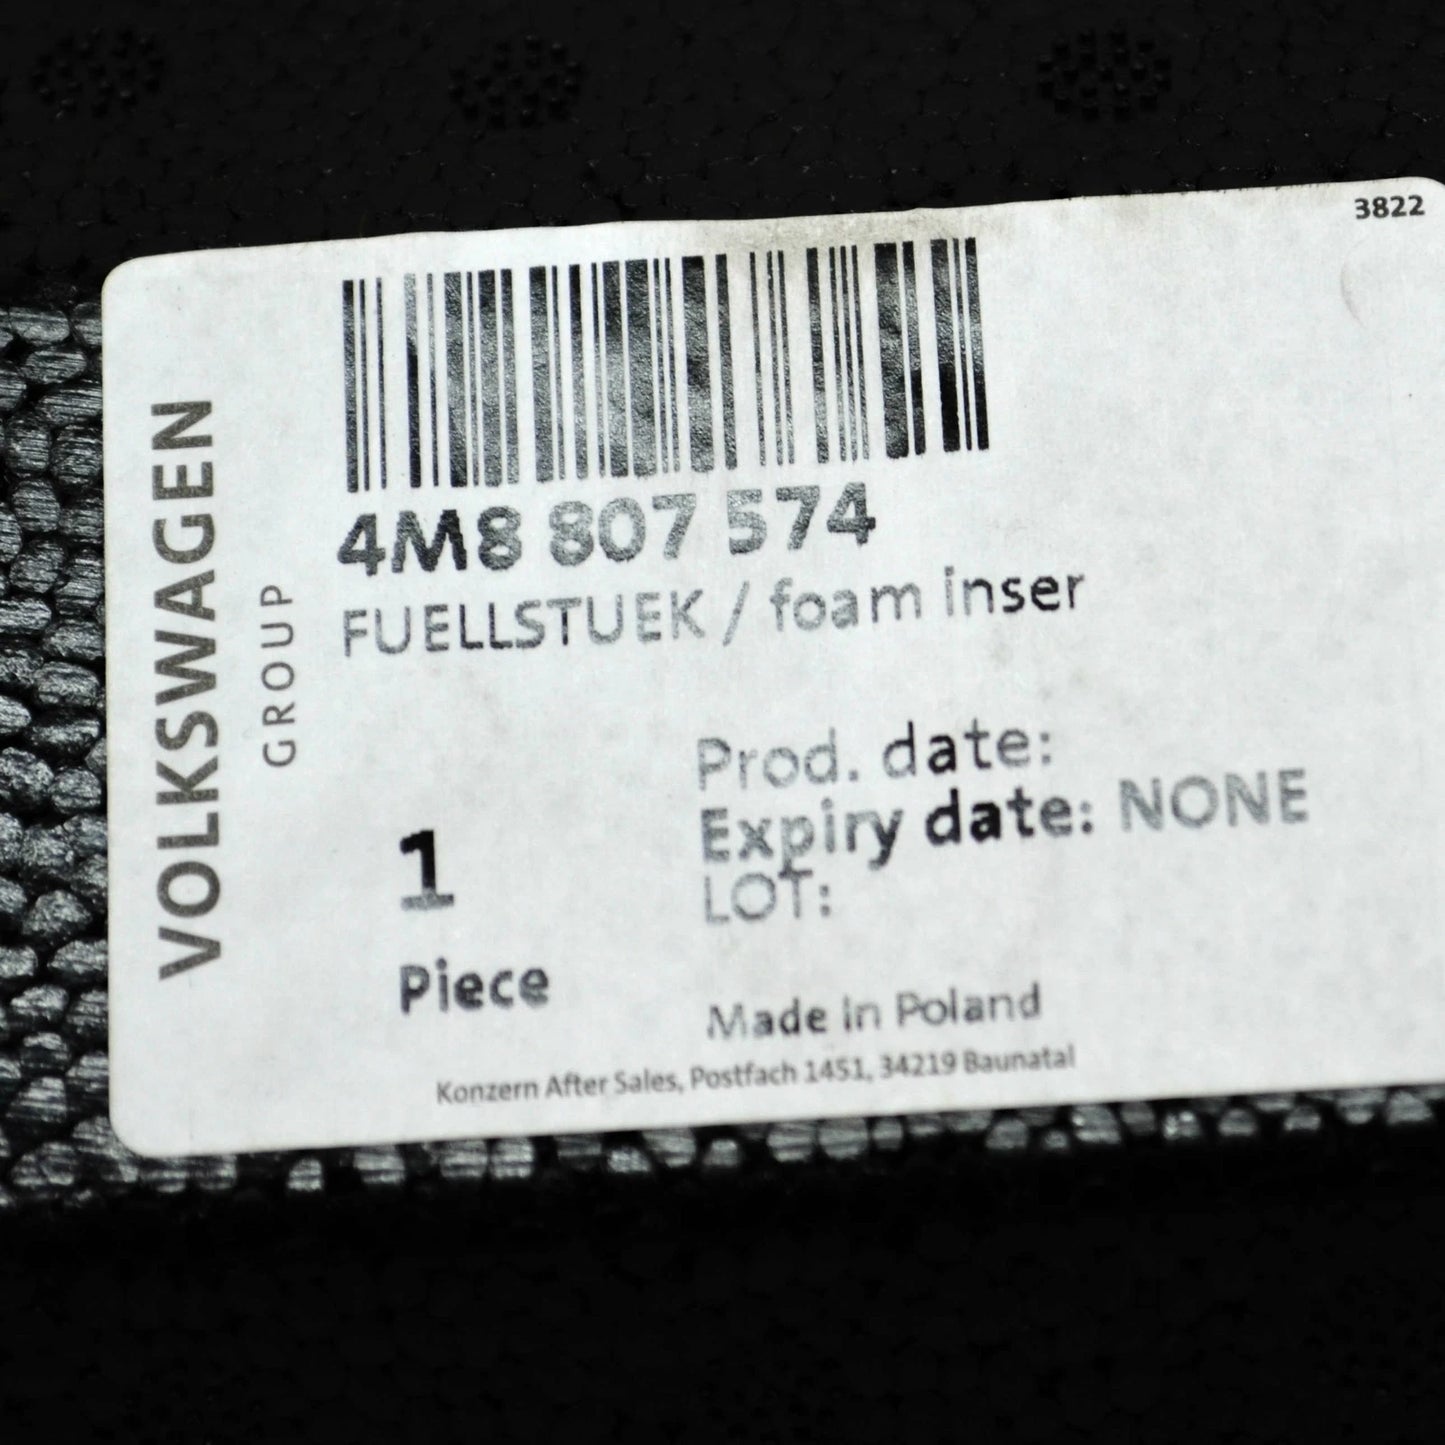 3822
VOLKSWAGEN
GROUP
4M8 807 574
FUELLSTUEK / foam inser
Prod. date:
Expiry date: NONE
LOT:
1
Piece
Made in Poland
Konzern After Sales, Postfach 1451, 34219 Baunatal